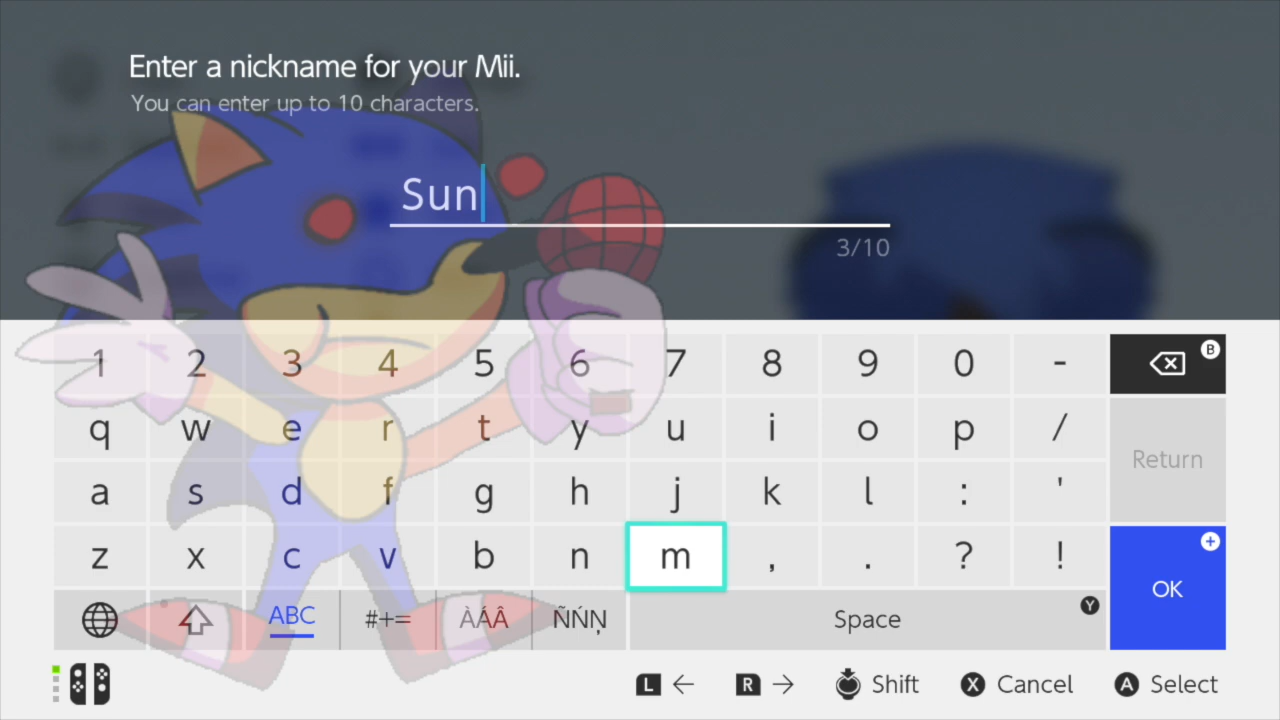 Enter a nickname for your Mii.
You can enter up to 10 characters.
Sun
3/10
1 2 3 4 5 6 7 8 9 0 - B
q w e r t y u i o p /
Return
a s d f g h j k l : '
z x c v b n m , . ? ! +
OK
ABC #+= ÀÁÂ ÑŃŅ Space Y
L ← R → Shift X Cancel A Select